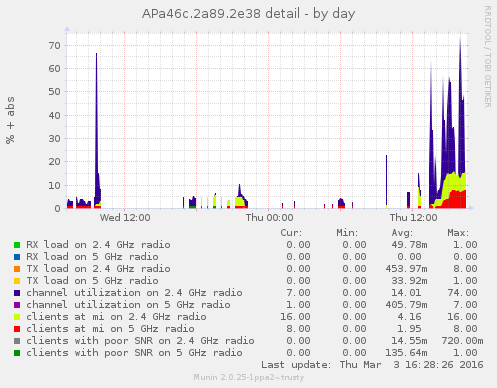 APa46c.2a89.2e38 detail - by day
RRDTOOL / TOBI OETIKER
% + abs
70
60
50
40
30
20
10
0
Wed 12:00 Thu 00:00 Thu 12:00
Cur: Min: Avg: Max:
RX load on 2.4 GHz radio 0.00 0.00 49.78m 1.00
RX load on 5 GHz radio 0.00 0.00 0.00 0.00
TX load on 2.4 GHz radio 0.00 0.00 453.97m 8.00
TX load on 5 GHz radio 0.00 0.00 33.92m 1.00
channel utilization on 2.4 GHz radio 7.00 0.00 14.01 74.00
channel utilization on 5 GHz radio 1.00 0.00 405.79m 7.00
clients at mi on 2.4 GHz radio 16.00 0.00 4.16 16.00
clients at mi on 5 GHz radio 8.00 0.00 1.95 8.00
clients with poor SNR on 2.4 GHz radio 0.00 0.00 14.55m 720.00m
clients with poor SNR on 5 GHz radio 0.00 0.00 135.64m 1.00
Last update: Thu Mar 3 16:28:26 2016
Munin 2.0.25-1ppa2~trusty